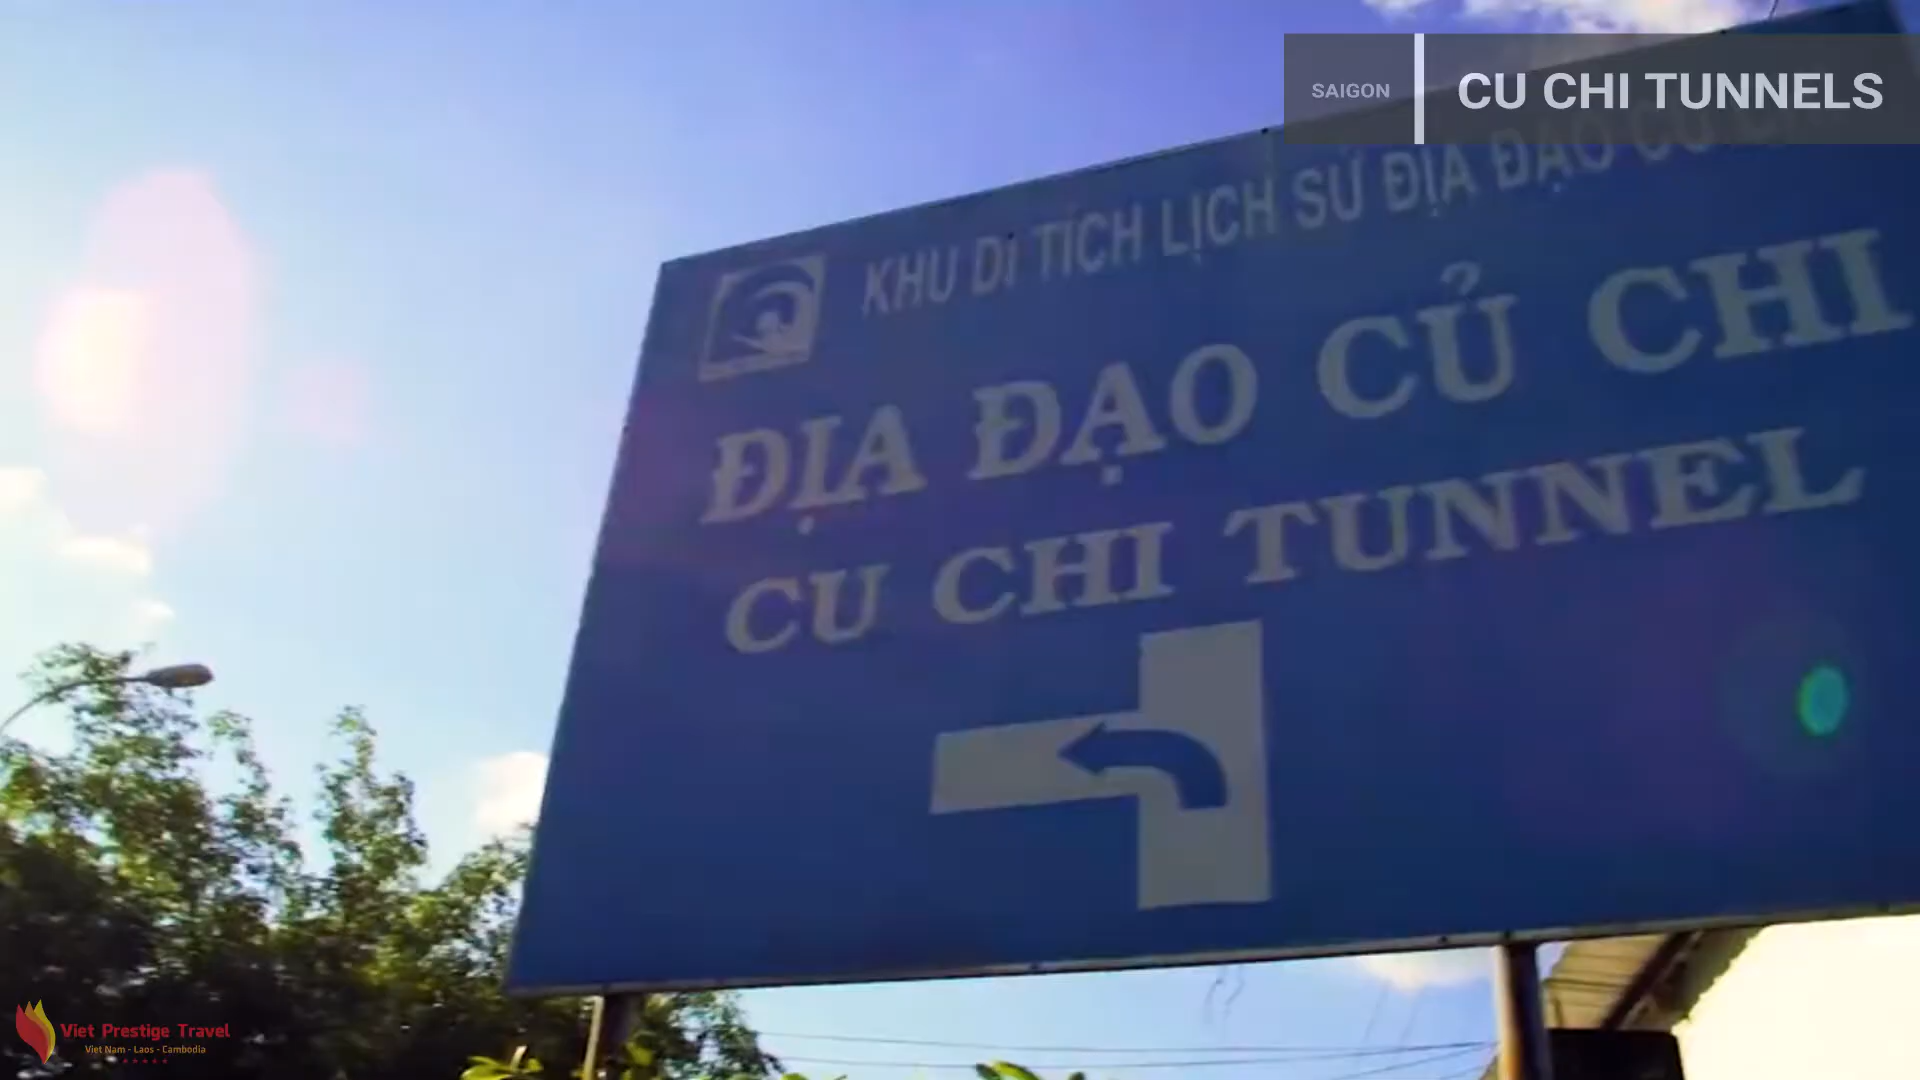 SAIGON
CU CHI TUNNELS
KHU DI TÍCH LỊCH SỬ ĐỊA ĐẠO CỦ
ĐỊA ĐẠO CỦ CHI
CU CHI TUNNEL
Viet Prestige Travel
Viet Nam - Laos - Cambodia